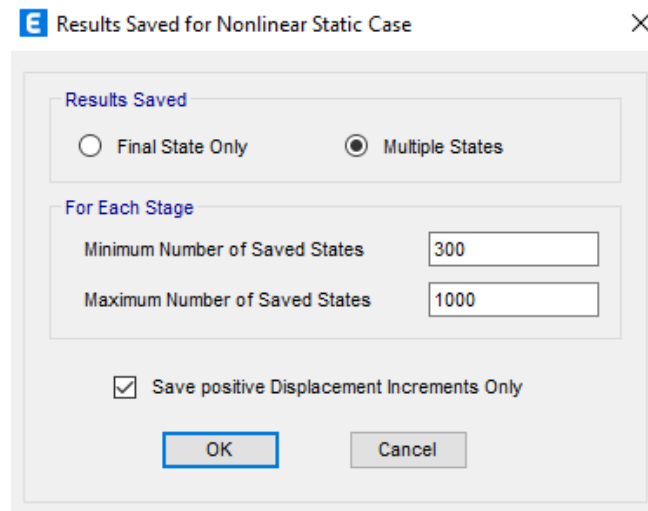 E Results Saved for Nonlinear Static Case
Results Saved
Final State Only Multiple States
For Each Stage
Minimum Number of Saved States 300
Maximum Number of Saved States 1000
Save positive Displacement Increments Only
OK Cancel